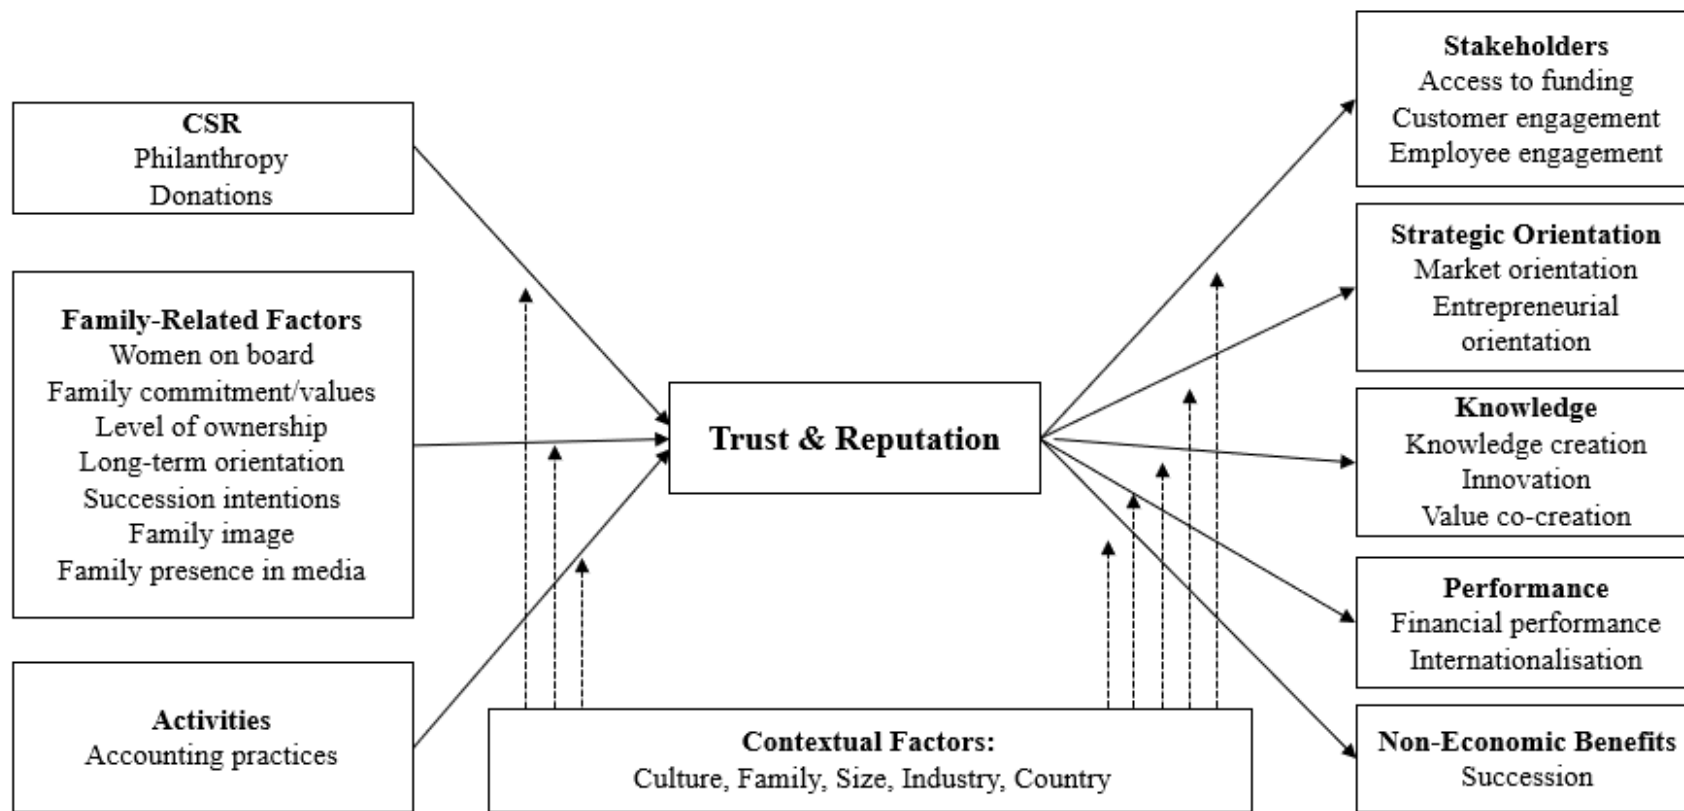 CSR
Philanthropy
Donations
Family-Related Factors
Women on board
Family commitment/values
Level of ownership
Long-term orientation
Succession intentions
Family image
Family presence in media
Activities
Accounting practices
Trust & Reputation
Contextual Factors:
Culture, Family, Size, Industry, Country
Stakeholders
Access to funding
Customer engagement
Employee engagement
Strategic Orientation
Market orientation
Entrepreneurial
orientation
Knowledge
Knowledge creation
Innovation
Value co-creation
Performance
Financial performance
Internationalisation
Non-Economic Benefits
Succession